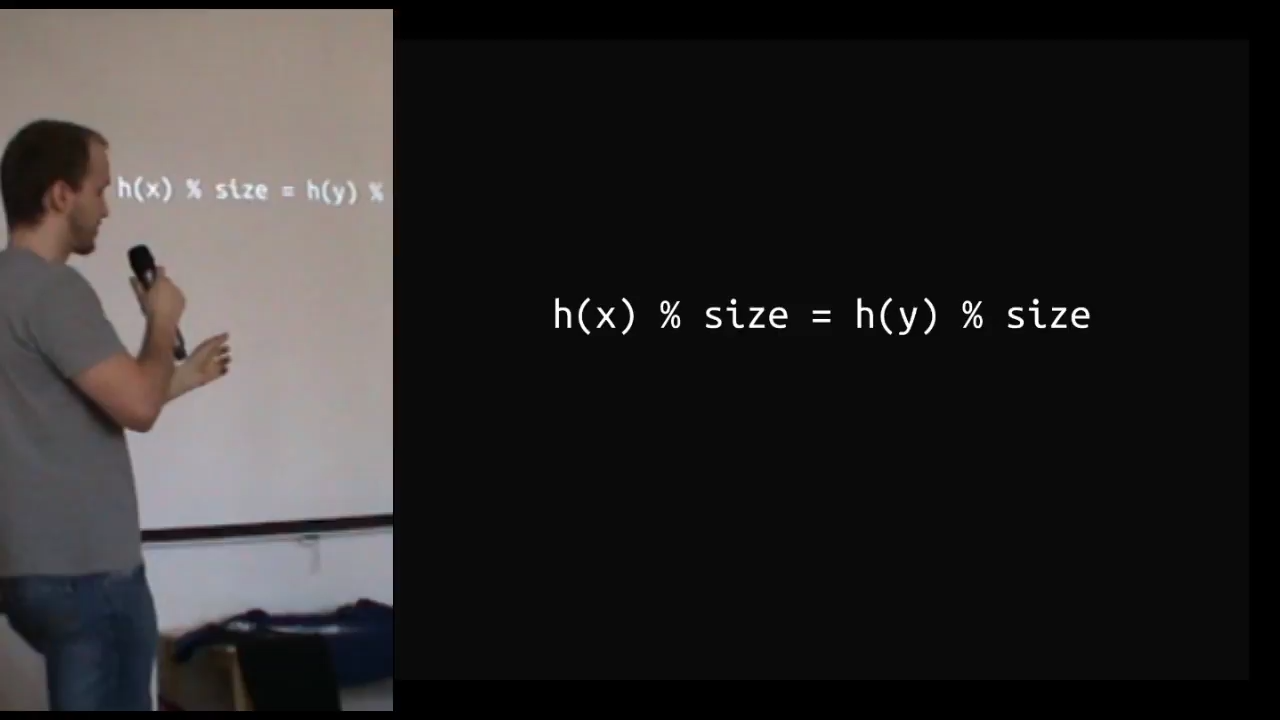 h(x) % size = h(y) %
h(x) % size = h(y) % size